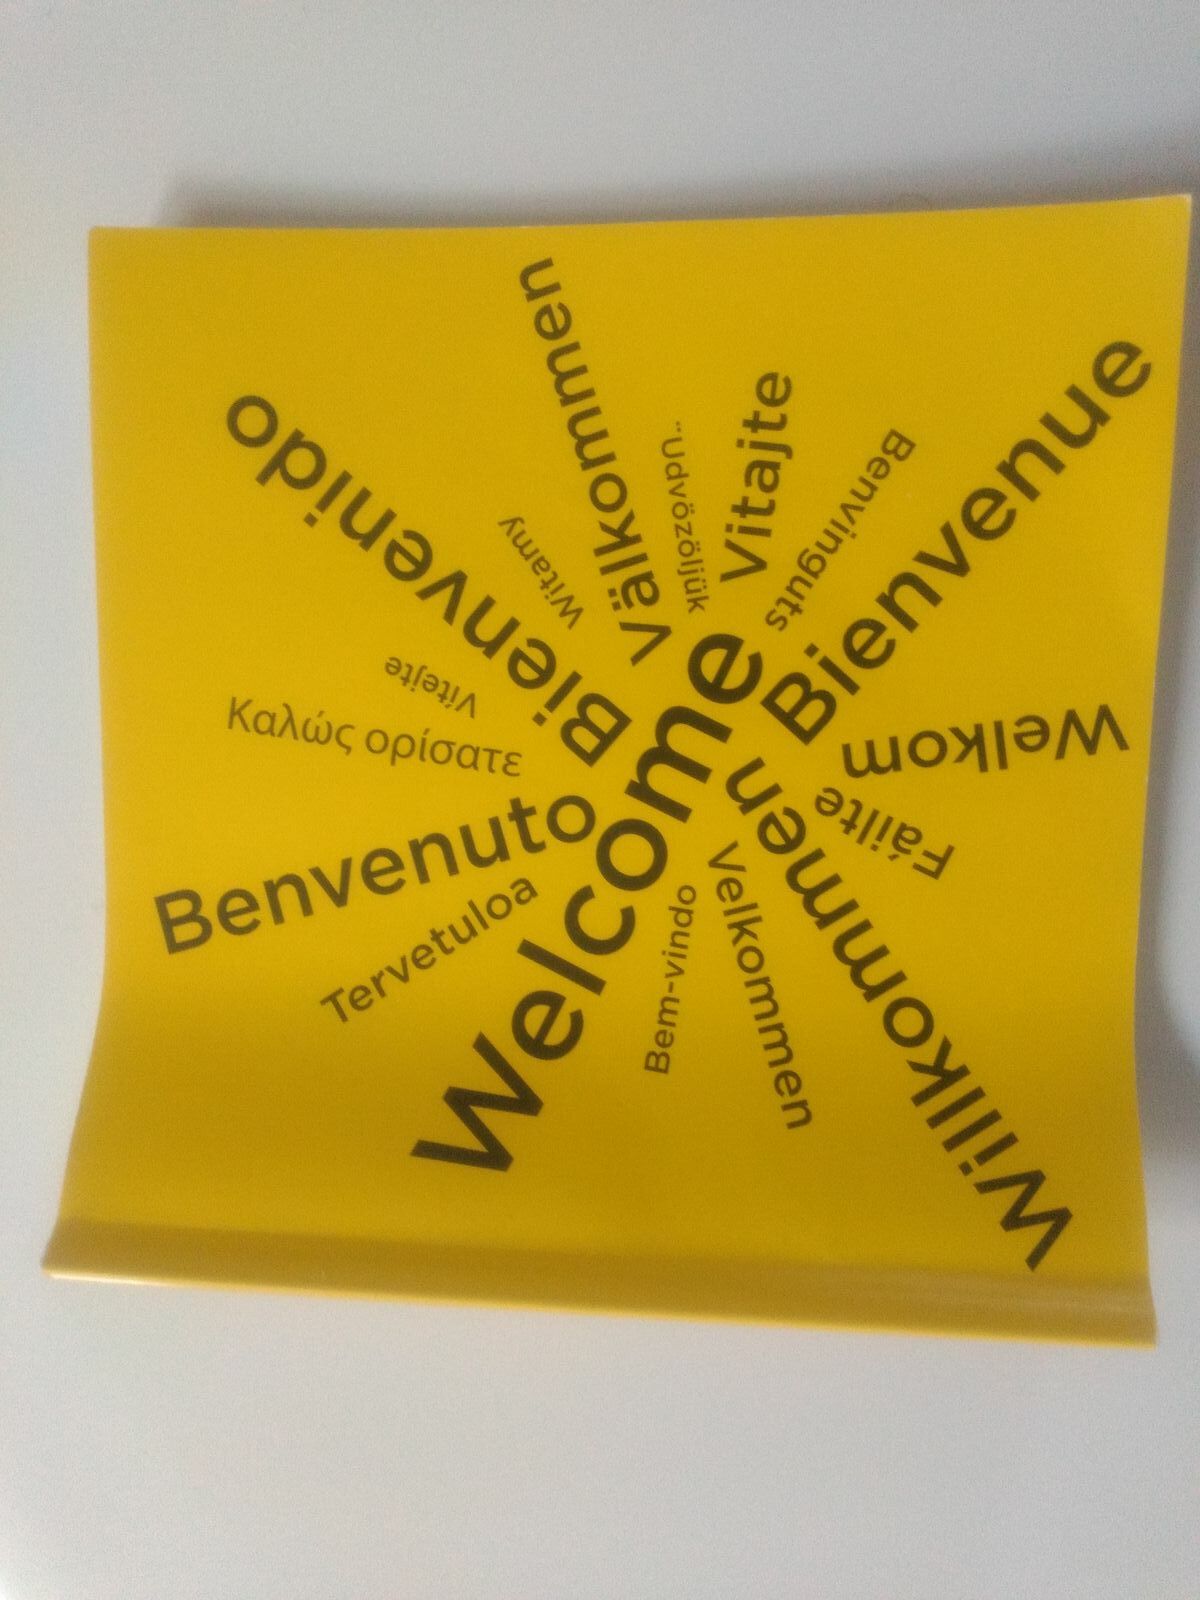 Välkommen
Bienvenido
Vitajte
Üdvözöljük
Benvinguts
Bienvenue
Witamy
Vítejte
Καλώς ορίσατε
Welkom
Fáilte
Benvenuto
Tervetuloa
Welcome
Bem-vindo
Velkommen
Willkommen